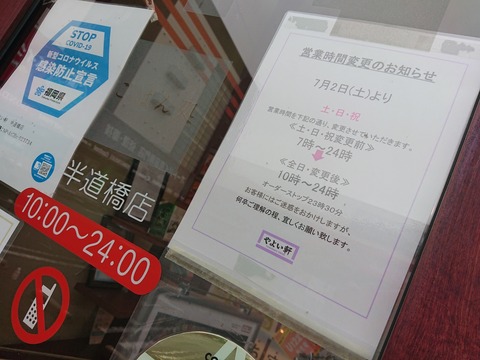 STOP
COVID-19
新型コロナウイルス
感染防止宣言
福岡県
半道橋店
10:00～24:00
営業時間変更のお知らせ
7月2日(土)より
土・日・祝
営業時間を下記の通り、変更させていただきます。
≪土・日・祝変更前≫
7時～24時
≪全日・変更後≫
10時～24時
オーダーストップ23時30分
お客様にはご迷惑をおかけしますが、
何卒ご理解の程、宜しくお願い致します。
やよい軒